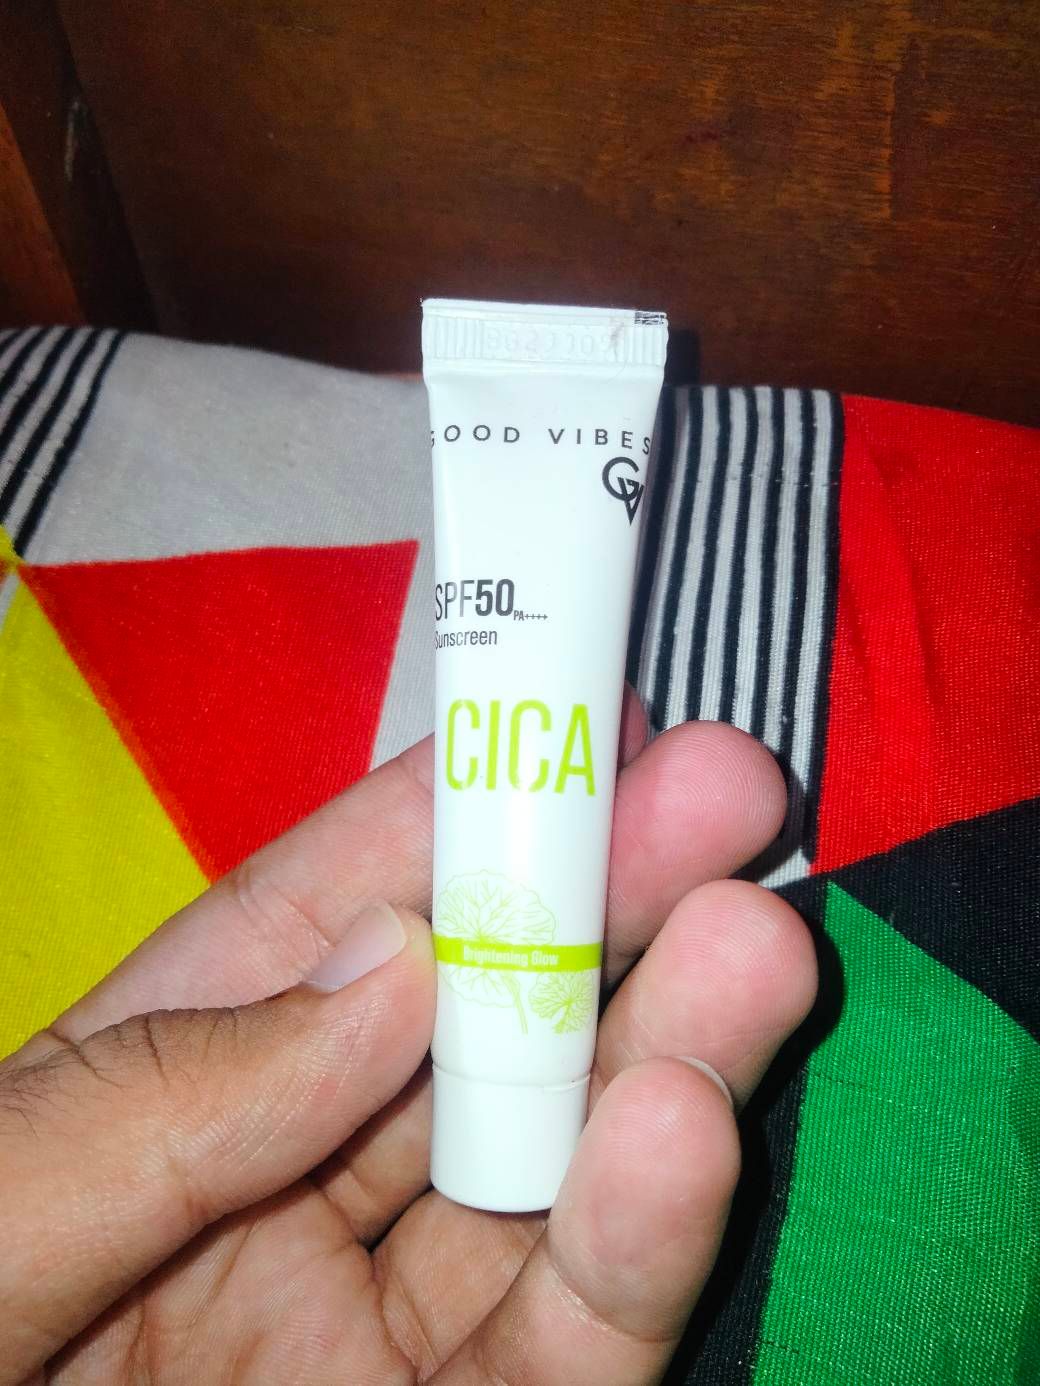 GOOD VIBES
GV
SPF50 PA++++
Sunscreen
CICA
Brightening Glow